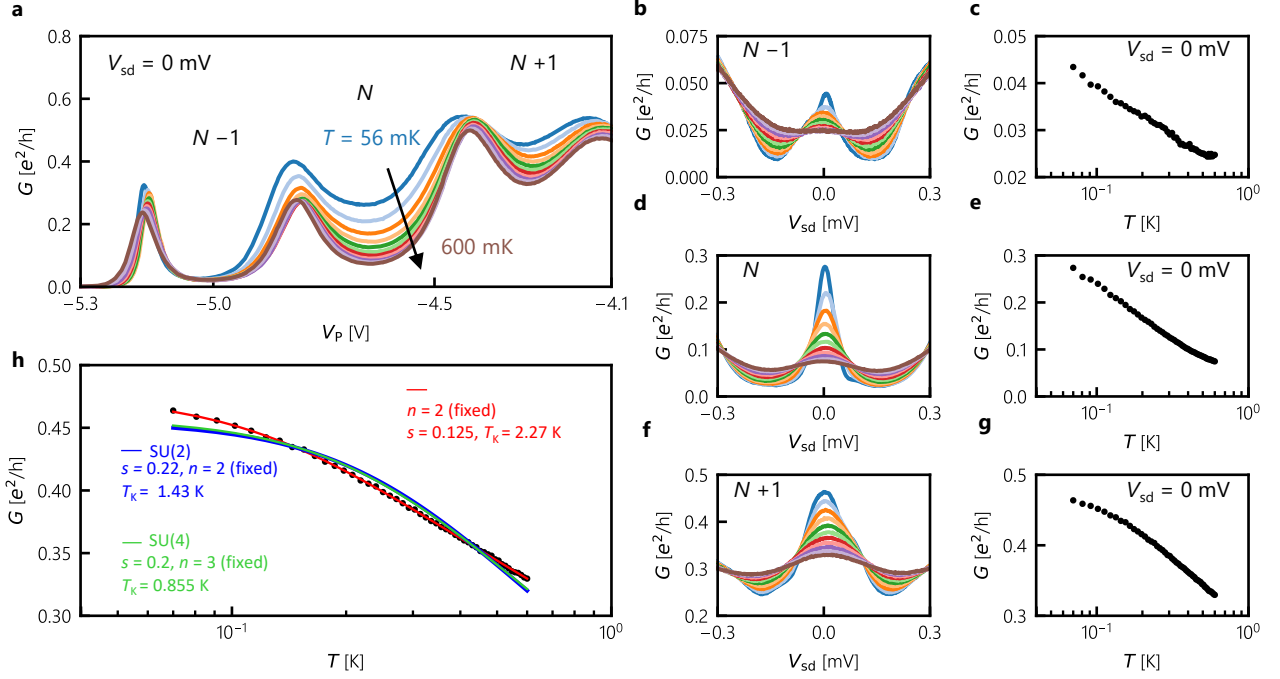 a
V_sd = 0 mV
N − 1
N
N + 1
T = 56 mK
600 mK
G [e²/h]
0.8
0.6
0.4
0.2
0.0
−5.3
−5.0
−4.5
−4.1
V_P [V]
b
N − 1
G [e²/h]
0.075
0.050
0.025
0.000
−0.3
0.0
0.3
V_sd [mV]
c
V_sd = 0 mV
G [e²/h]
0.05
0.04
0.03
0.02
10⁻¹
10⁰
T [K]
d
N
G [e²/h]
0.3
0.2
0.1
0.0
−0.3
0.0
0.3
V_sd [mV]
e
V_sd = 0 mV
G [e²/h]
0.3
0.2
0.1
0.0
10⁻¹
10⁰
T [K]
h
G [e²/h]
0.50
0.45
0.40
0.35
0.30
n = 2 (fixed)
s = 0.125, T_K = 2.27 K
SU(2)
s = 0.22, n = 2 (fixed)
T_K = 1.43 K
SU(4)
s = 0.2, n = 3 (fixed)
T_K = 0.855 K
10⁻¹
10⁰
T [K]
f
N + 1
G [e²/h]
0.5
0.4
0.3
0.2
−0.3
0.0
0.3
V_sd [mV]
g
V_sd = 0 mV
G [e²/h]
0.5
0.4
0.3
10⁻¹
10⁰
T [K]